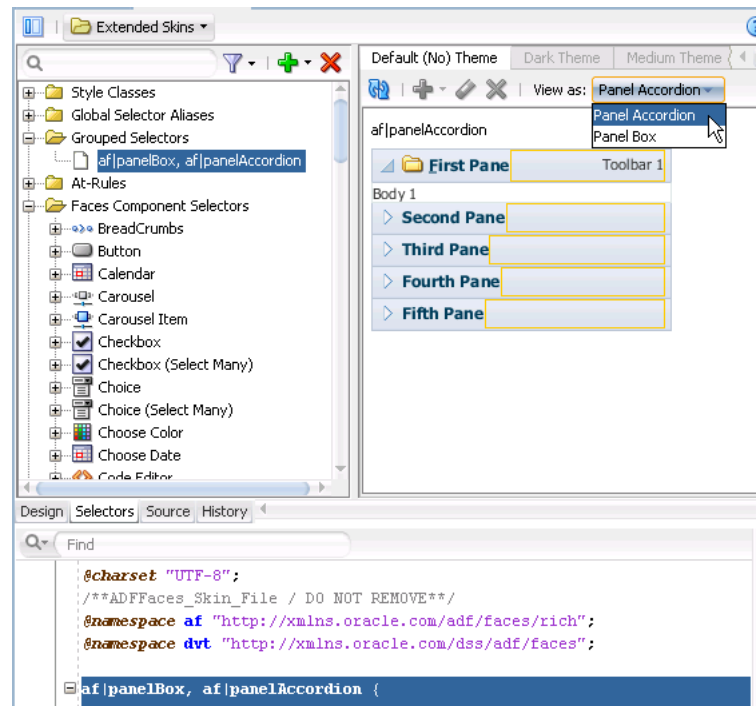 Extended Skins
Style Classes
Global Selector Aliases
Grouped Selectors
af|panelBox, af|panelAccordion
At-Rules
Faces Component Selectors
BreadCrumbs
Button
Calendar
Carousel
Carousel Item
Checkbox
Checkbox (Select Many)
Choice
Choice (Select Many)
Choose Color
Choose Date
Code Editor
Default (No) Theme Dark Theme Medium Theme
View as: Panel Accordion
Panel Accordion
Panel Box
af|panelAccordion
First Pane Toolbar 1
Body 1
Second Pane
Third Pane
Fourth Pane
Fifth Pane
Design Selectors Source History
Find
@charset "UTF-8";
/**ADFFaces_Skin_File / DO NOT REMOVE**/
@namespace af "http://xmlns.oracle.com/adf/faces/rich";
@namespace dvt "http://xmlns.oracle.com/dss/adf/faces";
af|panelBox, af|panelAccordion {